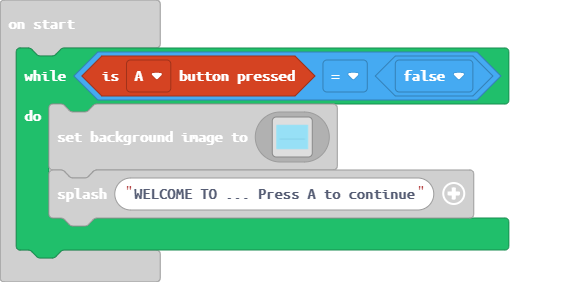 on start
while is A button pressed = false
do
set background image to
splash "WELCOME TO ... Press A to continue"